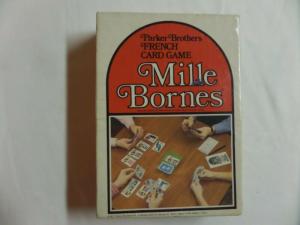 Parker Brothers
FRENCH
CARD GAME
Mille
Bornes